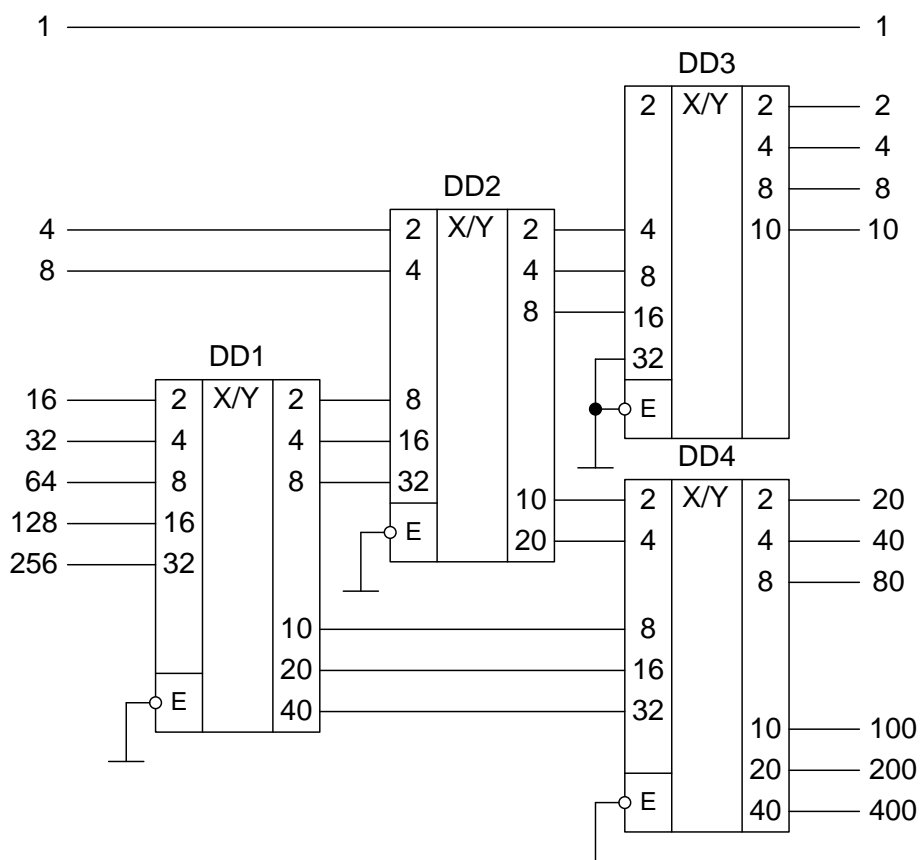 1 1
DD3
2 X/Y 2 2
4 4
8 8
DD2
4 2 X/Y 2 4 10 10
8 4 4 8
8 16
DD1 32
16 2 X/Y 2 8 E
32 4 4 16
DD4
64 8 8 32
10 2 X/Y 2 20
128 16
E 20 4 4 40
256 32
8 80
10 8
20 16
E 40 32
10 100
20 200
E 40 400